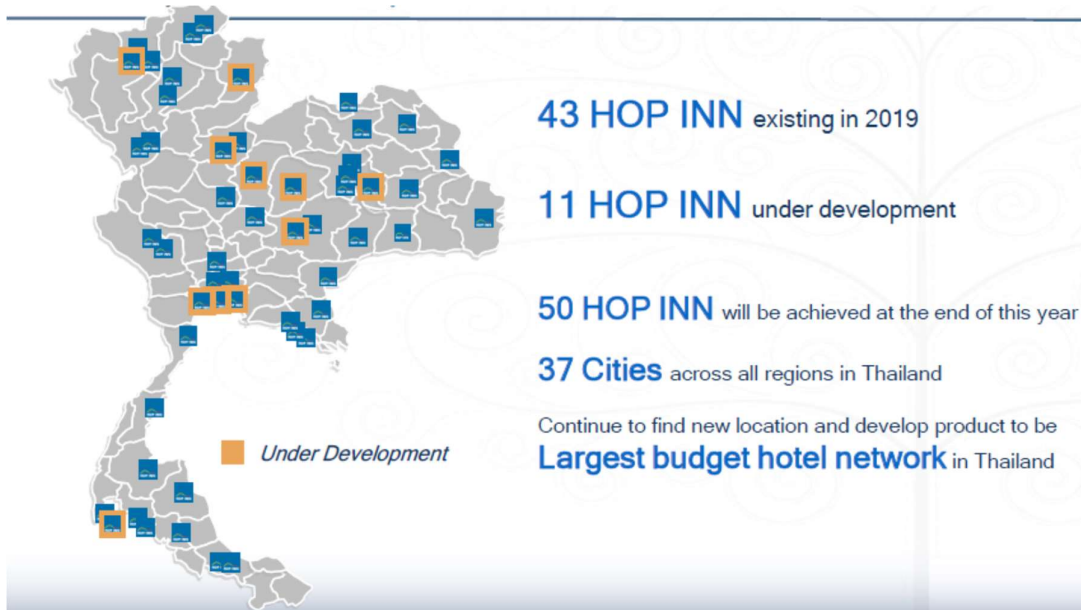 43 HOP INN existing in 2019
11 HOP INN under development
50 HOP INN will be achieved at the end of this year
37 Cities across all regions in Thailand
Continue to find new location and develop product to be
Largest budget hotel network in Thailand
Under Development